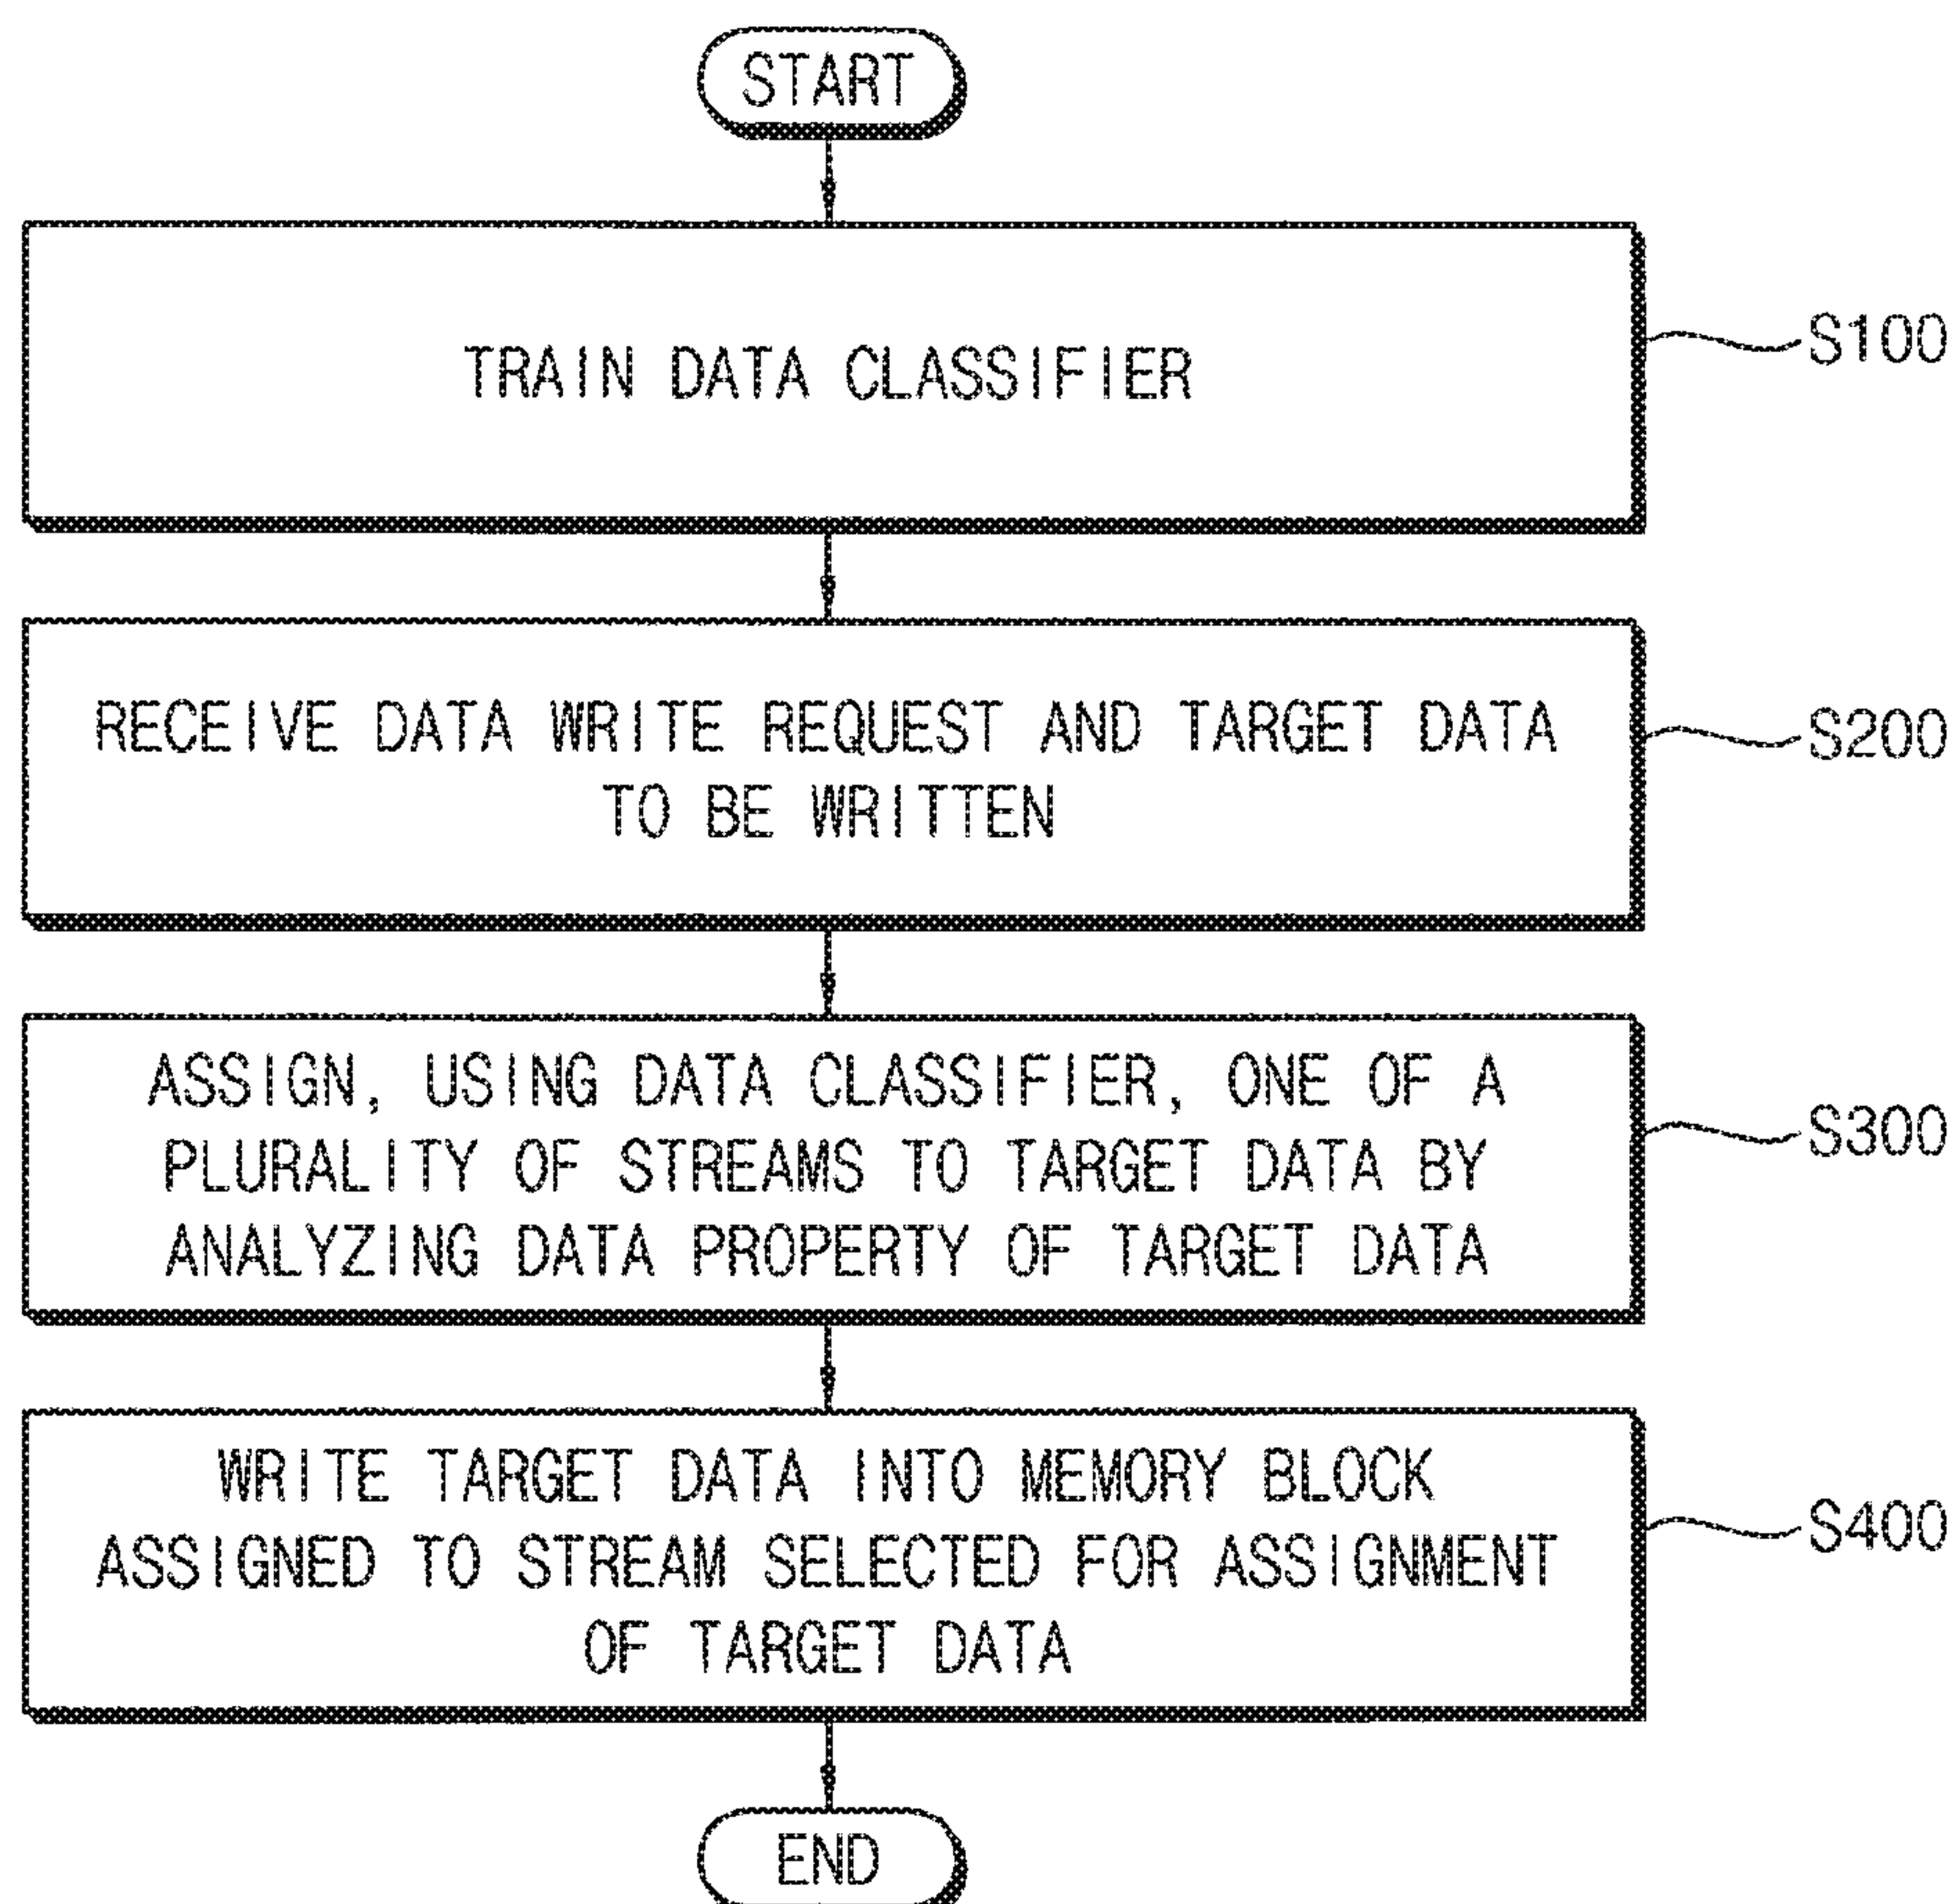 START
TRAIN DATA CLASSIFIER
S100
RECEIVE DATA WRITE REQUEST AND TARGET DATA
TO BE WRITTEN
S200
ASSIGN, USING DATA CLASSIFIER, ONE OF A
PLURALITY OF STREAMS TO TARGET DATA BY
ANALYZING DATA PROPERTY OF TARGET DATA
S300
WRITE TARGET DATA INTO MEMORY BLOCK
ASSIGNED TO STREAM SELECTED FOR ASSIGNMENT
OF TARGET DATA
S400
END